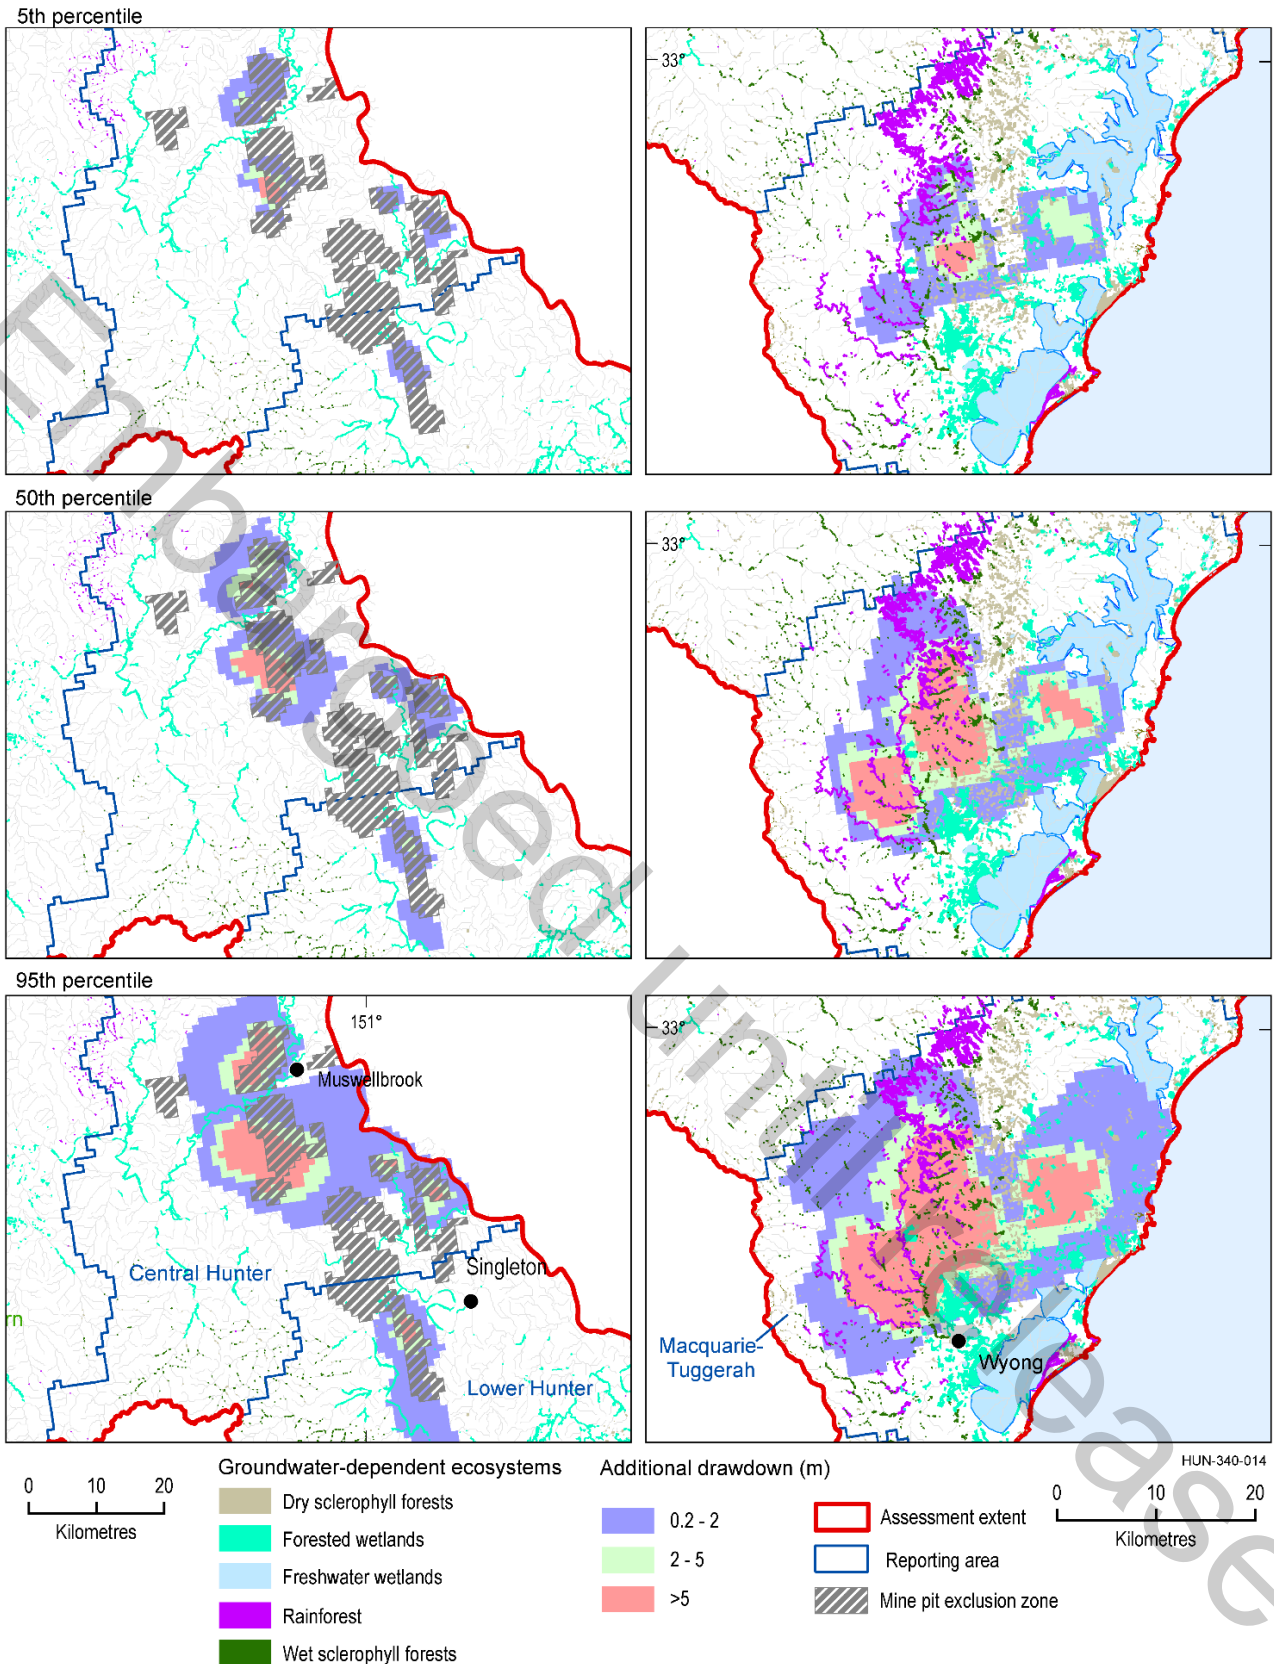 5th percentile
33°
50th percentile
33°
95th percentile
151°
33°
Muswellbrook
Central Hunter
Singleton
rn
Lower Hunter
Macquarie-
Tuggerah
Wyong
Embargoed until release
HUN-340-014
0 10 20
Kilometres
Groundwater-dependent ecosystems
Dry sclerophyll forests
Forested wetlands
Freshwater wetlands
Rainforest
Wet sclerophyll forests
Additional drawdown (m)
0.2 - 2
2 - 5
>5
Assessment extent
Reporting area
Mine pit exclusion zone
0 10 20
Kilometres